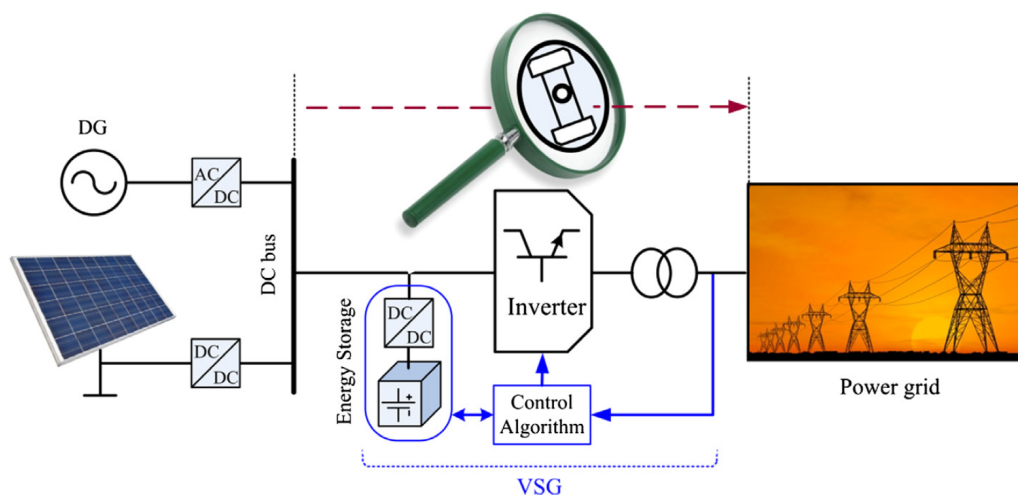 DG
AC
DC
DC bus
DC
DC
Energy Storage
DC
DC
Inverter
Control
Algorithm
Power grid
VSG